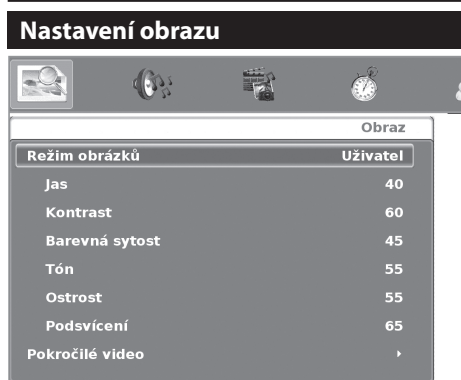 Nastavení obrazu
Obraz
Režim obrázků Uživatel
Jas 40
Kontrast 60
Barevná sytost 45
Tón 55
Ostrost 55
Podsvícení 65
Pokročilé video